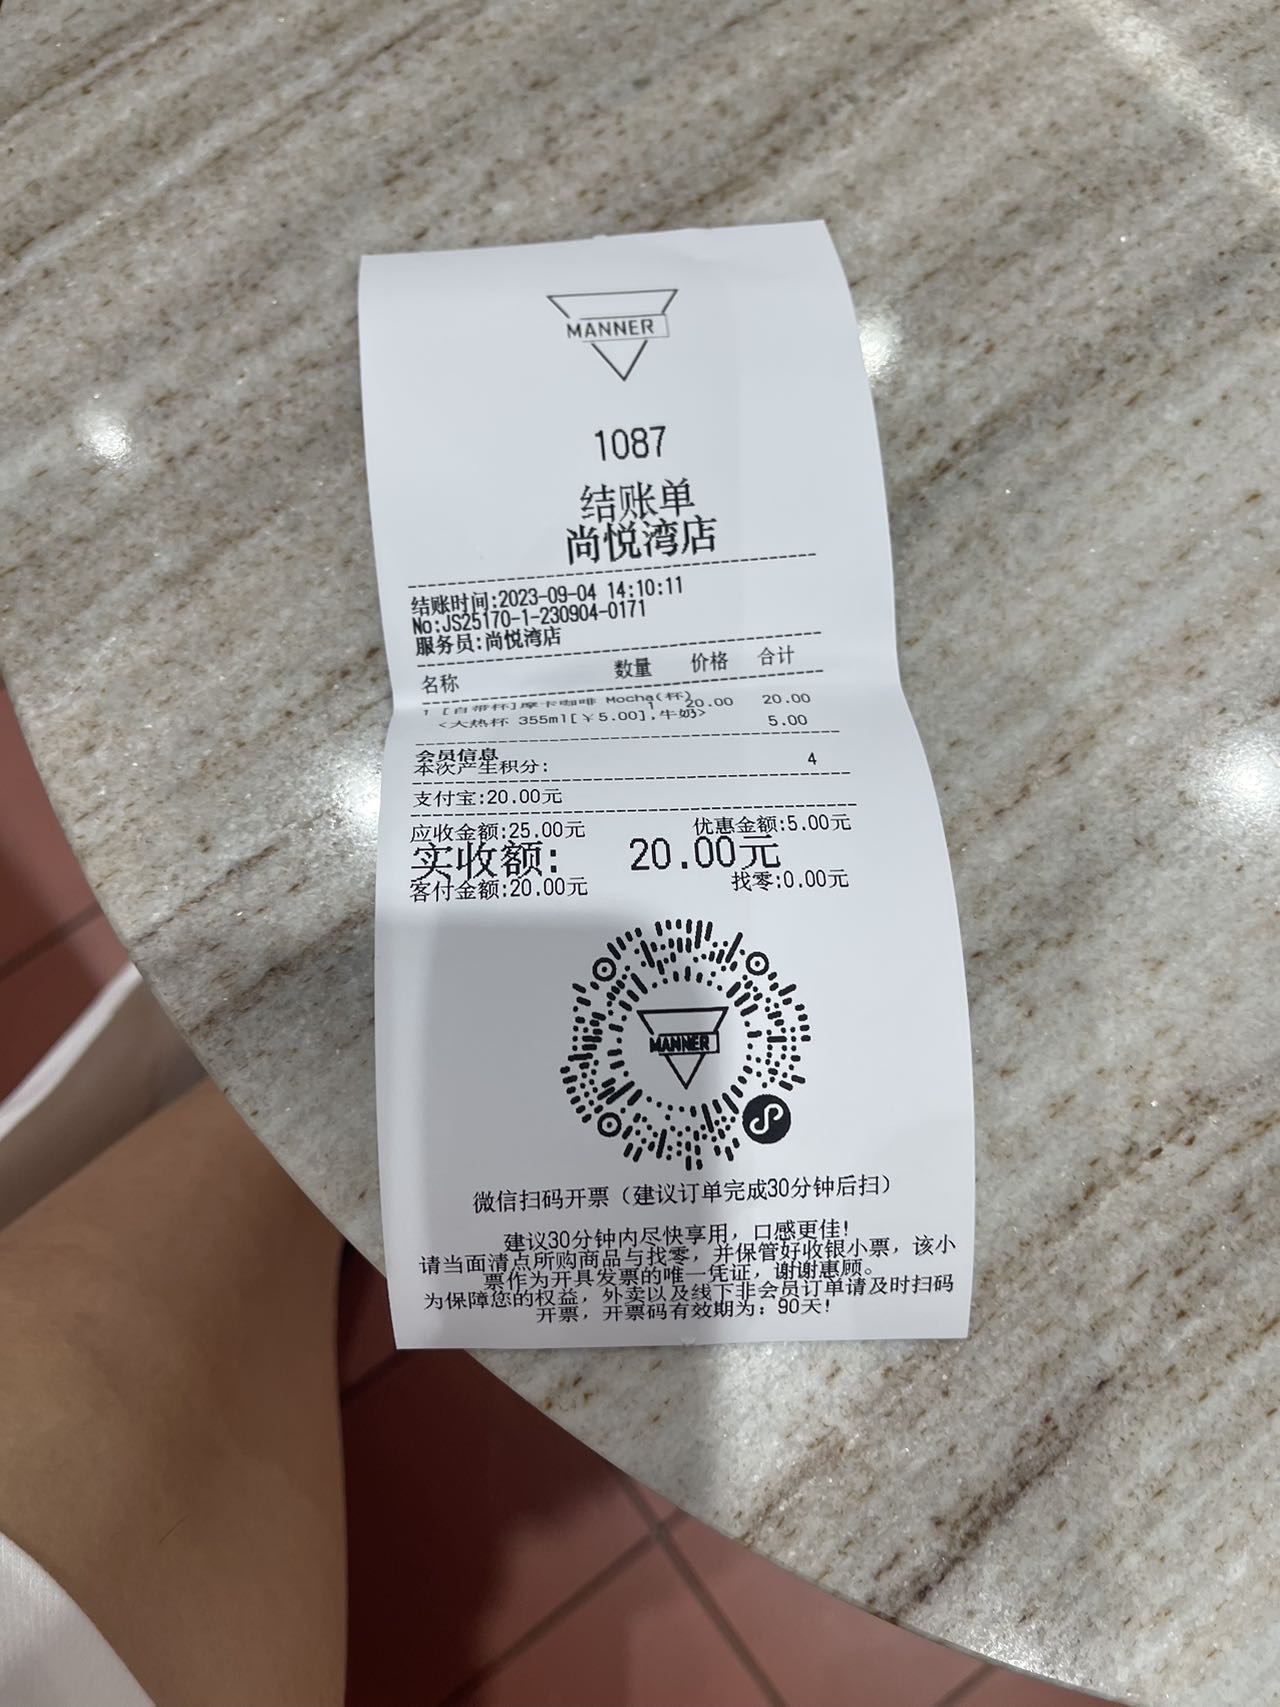 MANNER
1087
结账单
尚悦湾店
结账时间:2023-09-04 14:10:11
No:JS25170-1-230904-0171
服务员:尚悦湾店
名称 数量 价格 合计
1 [自带杯]摩卡咖啡 Mocha(杯)
1 20.00 20.00
<大热杯 355ml[￥5.00],牛奶> 5.00
会员信息
本次产生积分: 4
支付宝:20.00元
应收金额:25.00元 优惠金额:5.00元
实收额: 20.00元
客付金额:20.00元 找零:0.00元
MANNER
微信扫码开票（建议订单完成30分钟后扫）
建议30分钟内尽快享用，口感更佳!
请当面清点所购商品与找零，并保管好收银小票，该小
票作为开具发票的唯一凭证，谢谢惠顾。
为保障您的权益，外卖以及线下非会员订单请及时扫码
开票，开票码有效期为：90天!